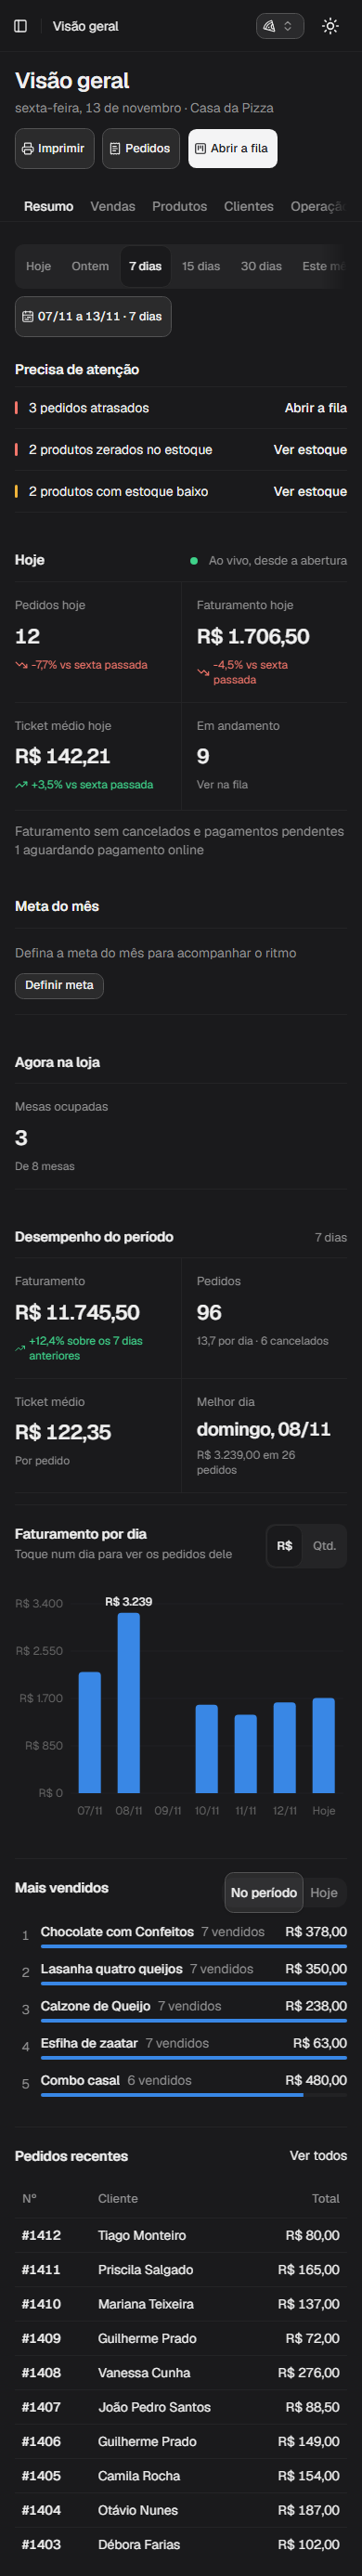 Visão geral
Visão geral
sexta-feira, 13 de novembro · Casa da Pizza
Imprimir
Pedidos
Abrir a fila
Resumo Vendas Produtos Clientes Operação
Hoje Ontem 7 dias 15 dias 30 dias Este mê
07/11 a 13/11 · 7 dias
Precisa de atenção
3 pedidos atrasados Abrir a fila
2 produtos zerados no estoque Ver estoque
2 produtos com estoque baixo Ver estoque
Hoje Ao vivo, desde a abertura
Pedidos hoje
12
-7,7% vs sexta passada
Faturamento hoje
R$ 1.706,50
-4,5% vs sexta
passada
Ticket médio hoje
R$ 142,21
+3,5% vs sexta passada
Em andamento
9
Ver na fila
Faturamento sem cancelados e pagamentos pendentes
1 aguardando pagamento online
Meta do mês
Defina a meta do mês para acompanhar o ritmo
Definir meta
Agora na loja
Mesas ocupadas
3
De 8 mesas
Desempenho do período 7 dias
Faturamento
R$ 11.745,50
+12,4% sobre os 7 dias
anteriores
Pedidos
96
13,7 por dia · 6 cancelados
Ticket médio
R$ 122,35
Por pedido
Melhor dia
domingo, 08/11
R$ 3.239,00 em 26
pedidos
Faturamento por dia
Toque num dia para ver os pedidos dele
R$ Qtd.
R$ 3.400
R$ 3.239
R$ 2.550
R$ 1.700
R$ 850
R$ 0
07/11 08/11 09/11 10/11 11/11 12/11 Hoje
Mais vendidos
No período Hoje
1 Chocolate com Confeitos 7 vendidos R$ 378,00
2 Lasanha quatro queijos 7 vendidos R$ 350,00
3 Calzone de Queijo 7 vendidos R$ 238,00
4 Esfiha de zaatar 7 vendidos R$ 63,00
5 Combo casal 6 vendidos R$ 480,00
Pedidos recentes Ver todos
N° Cliente Total
#1412 Tiago Monteiro R$ 80,00
#1411 Priscila Salgado R$ 165,00
#1410 Mariana Teixeira R$ 137,00
#1409 Guilherme Prado R$ 72,00
#1408 Vanessa Cunha R$ 276,00
#1407 João Pedro Santos R$ 88,50
#1406 Guilherme Prado R$ 149,00
#1405 Camila Rocha R$ 154,00
#1404 Otávio Nunes R$ 187,00
#1403 Débora Farias R$ 102,00